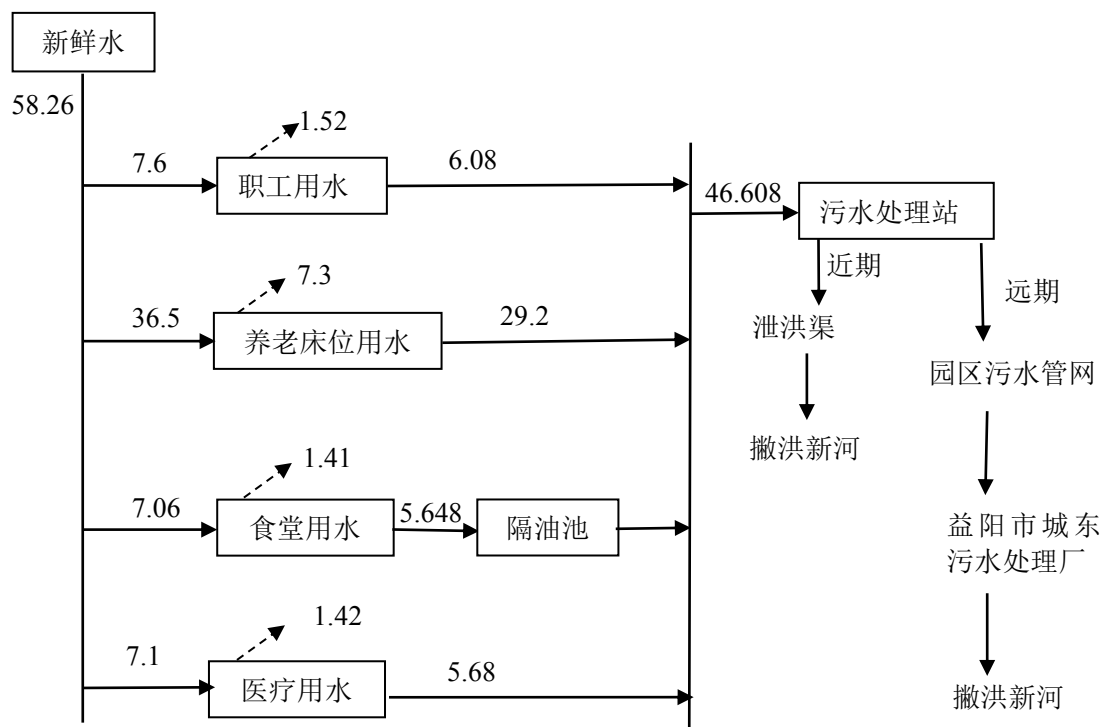 新鲜水
58.26
1.52
7.6
职工用水
6.08
46.608
污水处理站
近期
远期
7.3
36.5
养老床位用水
29.2
泄洪渠
园区污水管网
撇洪新河
1.41
7.06
食堂用水
5.648
隔油池
益阳市城东
污水处理厂
1.42
7.1
医疗用水
5.68
撇洪新河